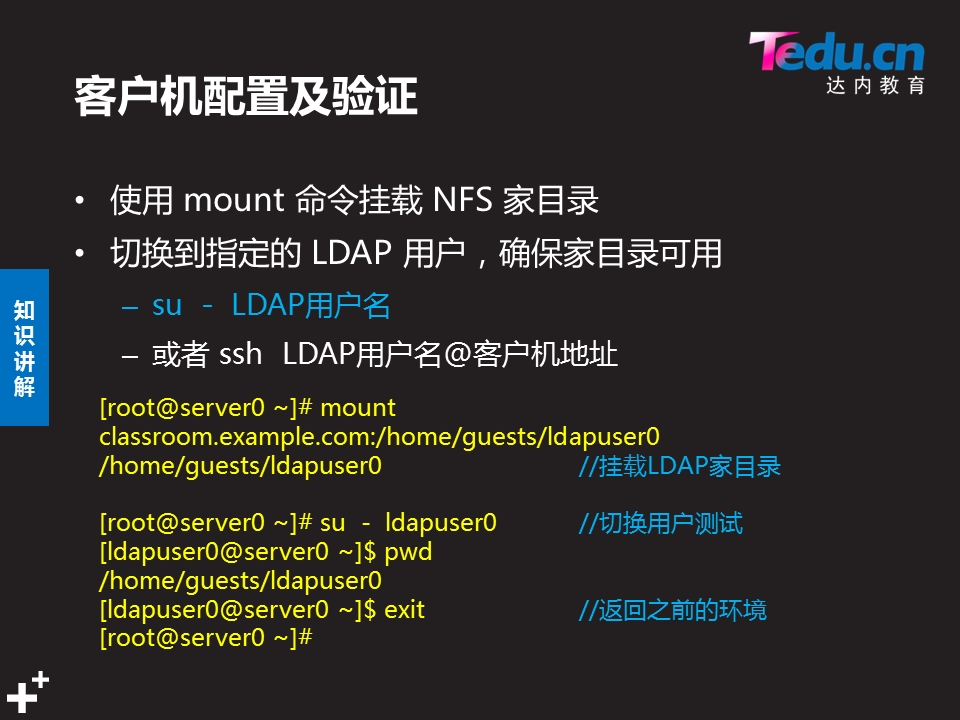 Tedu.cn
达内教育
客户机配置及验证
• 使用 mount 命令挂载 NFS 家目录
• 切换到指定的 LDAP 用户，确保家目录可用
– su - LDAP用户名
– 或者 ssh LDAP用户名@客户机地址
知识讲解
[root@server0 ~]# mount
classroom.example.com:/home/guests/ldapuser0
/home/guests/ldapuser0 //挂载LDAP家目录
[root@server0 ~]# su - ldapuser0 //切换用户测试
[ldapuser0@server0 ~]$ pwd
/home/guests/ldapuser0
[ldapuser0@server0 ~]$ exit //返回之前的环境
[root@server0 ~]#